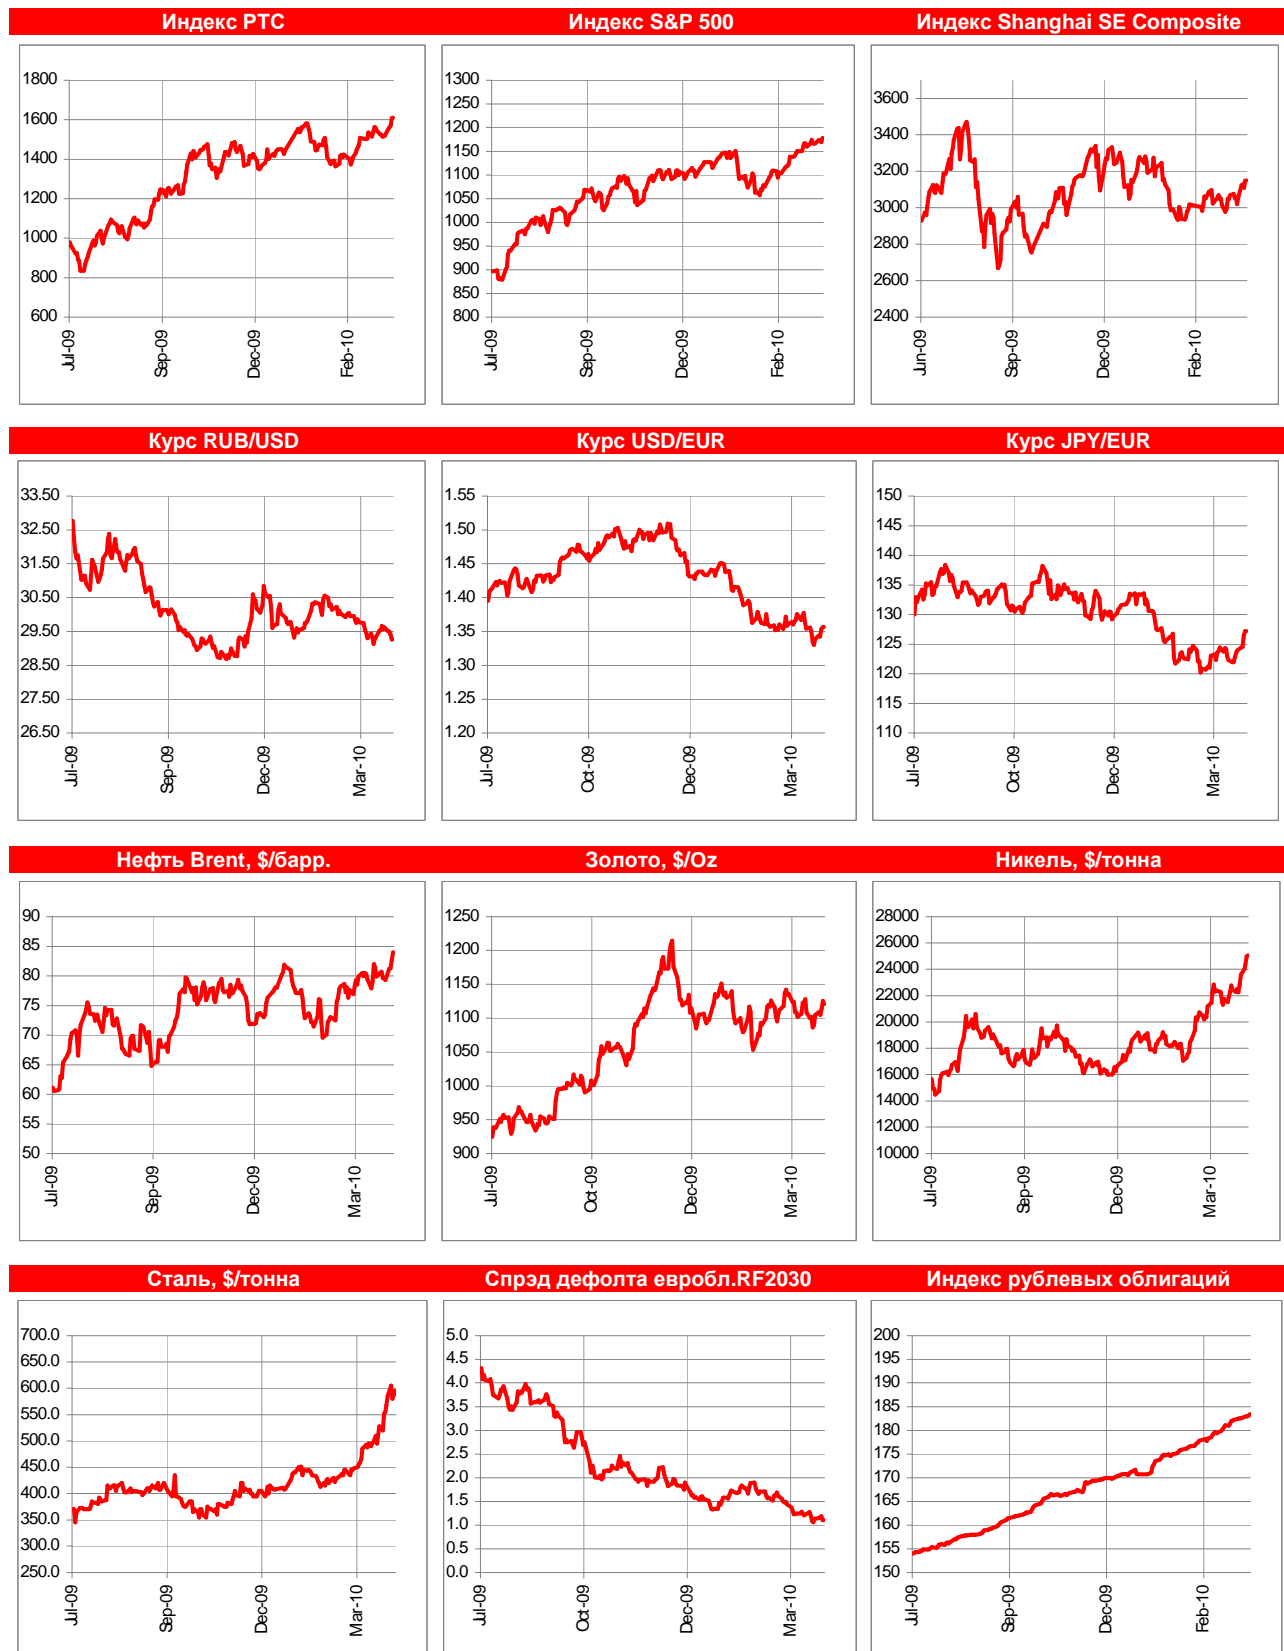 Индекс РТС
1800
1600
1400
1200
1000
800
600
Jul-09
Sep-09
Dec-09
Feb-10
Индекс S&P 500
1300
1250
1200
1150
1100
1050
1000
950
900
850
800
Jul-09
Sep-09
Dec-09
Feb-10
Индекс Shanghai SE Composite
3600
3400
3200
3000
2800
2600
2400
Jun-09
Sep-09
Dec-09
Feb-10
Курс RUB/USD
33.50
32.50
31.50
30.50
29.50
28.50
27.50
26.50
Jul-09
Sep-09
Dec-09
Mar-10
Курс USD/EUR
1.55
1.50
1.45
1.40
1.35
1.30
1.25
1.20
Jul-09
Oct-09
Dec-09
Mar-10
Курс JPY/EUR
150
145
140
135
130
125
120
115
110
Jul-09
Oct-09
Dec-09
Mar-10
Нефть Brent, $/барр.
90
85
80
75
70
65
60
55
50
Jul-09
Sep-09
Dec-09
Mar-10
Золото, $/Oz
1250
1200
1150
1100
1050
1000
950
900
Jul-09
Oct-09
Dec-09
Mar-10
Никель, $/тонна
28000
26000
24000
22000
20000
18000
16000
14000
12000
10000
Jul-09
Sep-09
Dec-09
Mar-10
Сталь, $/тонна
700.0
650.0
600.0
550.0
500.0
450.0
400.0
350.0
300.0
250.0
Jul-09
Sep-09
Dec-09
Mar-10
Спрэд дефолта евробл.RF2030
5.0
4.5
4.0
3.5
3.0
2.5
2.0
1.5
1.0
0.5
0.0
Jul-09
Oct-09
Dec-09
Mar-10
Индекс рублевых облигаций
200
195
190
185
180
175
170
165
160
155
150
Jul-09
Sep-09
Dec-09
Feb-10